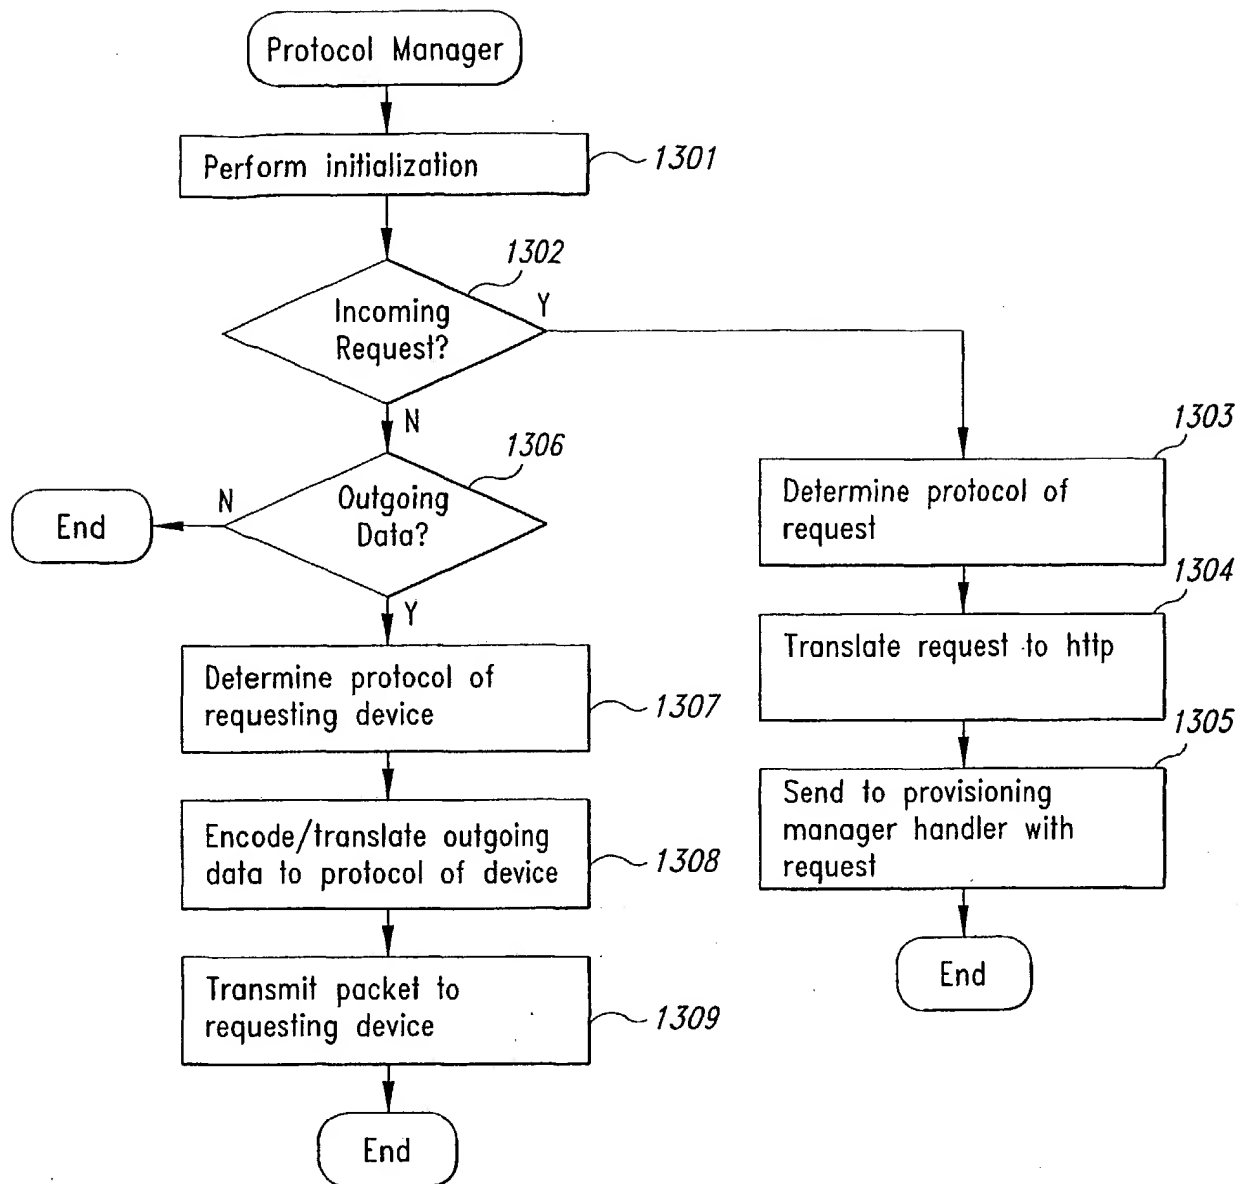 Protocol Manager
Perform initialization
1301
1302
Incoming
Request?
Y
N
1306
Outgoing
Data?
N
End
Y
Determine protocol of
requesting device
1307
Encode/translate outgoing
data to protocol of device
1308
Transmit packet to
requesting device
1309
End
1303
Determine protocol of
request
1304
Translate request to http
1305
Send to provisioning
manager handler with
request
End